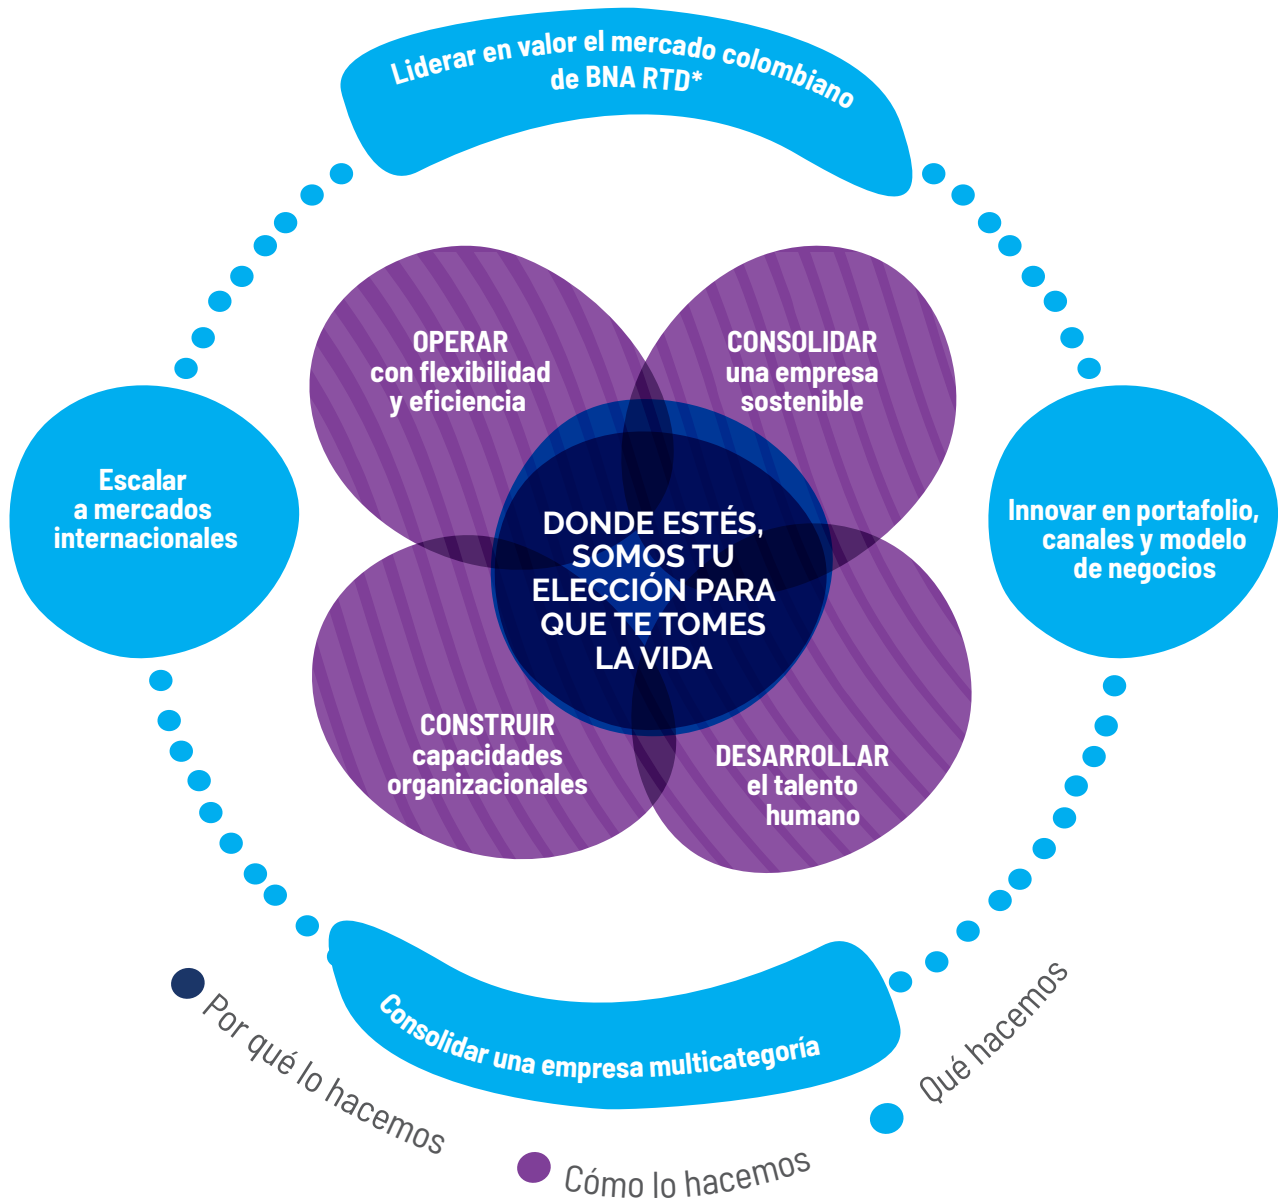 Liderar en valor el mercado colombiano
de BNA RTD*
OPERAR
con flexibilidad
y eficiencia
CONSOLIDAR
una empresa
sostenible
Escalar
a mercados
internacionales
DONDE ESTÉS,
SOMOS TU
ELECCIÓN PARA
QUE TE TOMES
LA VIDA
Innovar en portafolio,
canales y modelo
de negocios
CONSTRUIR
capacidades
organizacionales
DESARROLLAR
el talento
humano
Consolidar una empresa multicategoría
Por qué lo hacemos
Cómo lo hacemos
Qué hacemos